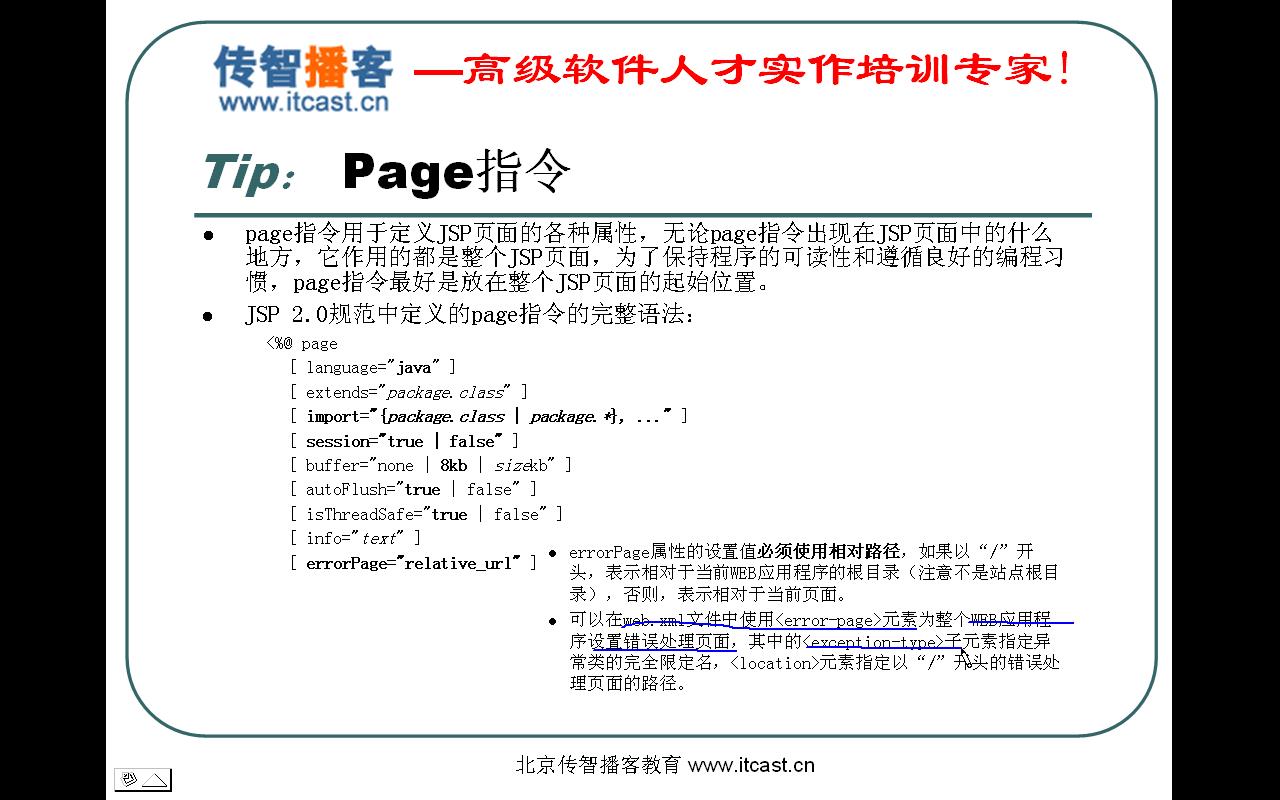 传智播客 —高级软件人才实作培训专家!
www.itcast.cn
Tip: Page指令
● page指令用于定义JSP页面的各种属性，无论page指令出现在JSP页面中的什么
地方，它作用的都是整个JSP页面，为了保持程序的可读性和遵循良好的编程习
惯，page指令最好是放在整个JSP页面的起始位置。
● JSP 2.0规范中定义的page指令的完整语法：
<%@ page
[ language="java" ]
[ extends="package.class" ]
[ import="{package.class | package.*}, ..." ]
[ session="true | false" ]
[ buffer="none | 8kb | sizekb" ]
[ autoFlush="true | false" ]
[ isThreadSafe="true | false" ]
[ info="text" ]
[ errorPage="relative_url" ]
● errorPage属性的设置值必须使用相对路径，如果以“/”开
头，表示相对于当前WEB应用程序的根目录（注意不是站点根目
录），否则，表示相对于当前页面。
● 可以在web.xml文件中使用<error-page>元素为整个WEB应用程
序设置错误处理页面，其中的<exception-type>子元素指定异
常类的完全限定名，<location>元素指定以“/”开头的错误处
理页面的路径。
北京传智播客教育 www.itcast.cn